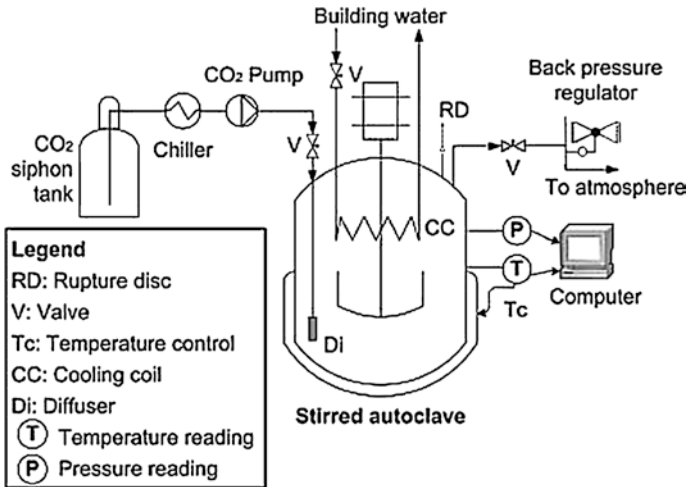 Building water
V
CO₂ Pump
Back pressure
regulator
RD
CO₂
siphon
tank
Chiller
V
V
To atmosphere
CC
P
T
Computer
Tc
Di
Stirred autoclave
Legend
RD: Rupture disc
V: Valve
Tc: Temperature control
CC: Cooling coil
Di: Diffuser
T Temperature reading
P Pressure reading